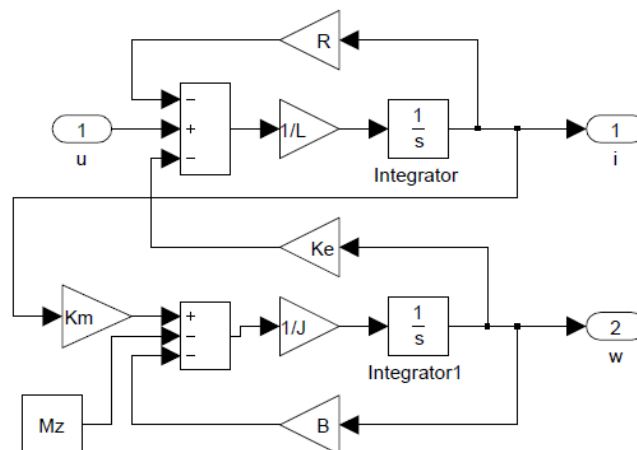 R
−
1
u
+
−
1/L
1
s
Integrator
1
i
Ke
Km
+
−
−
1/J
1
s
Integrator1
2
w
Mz
B